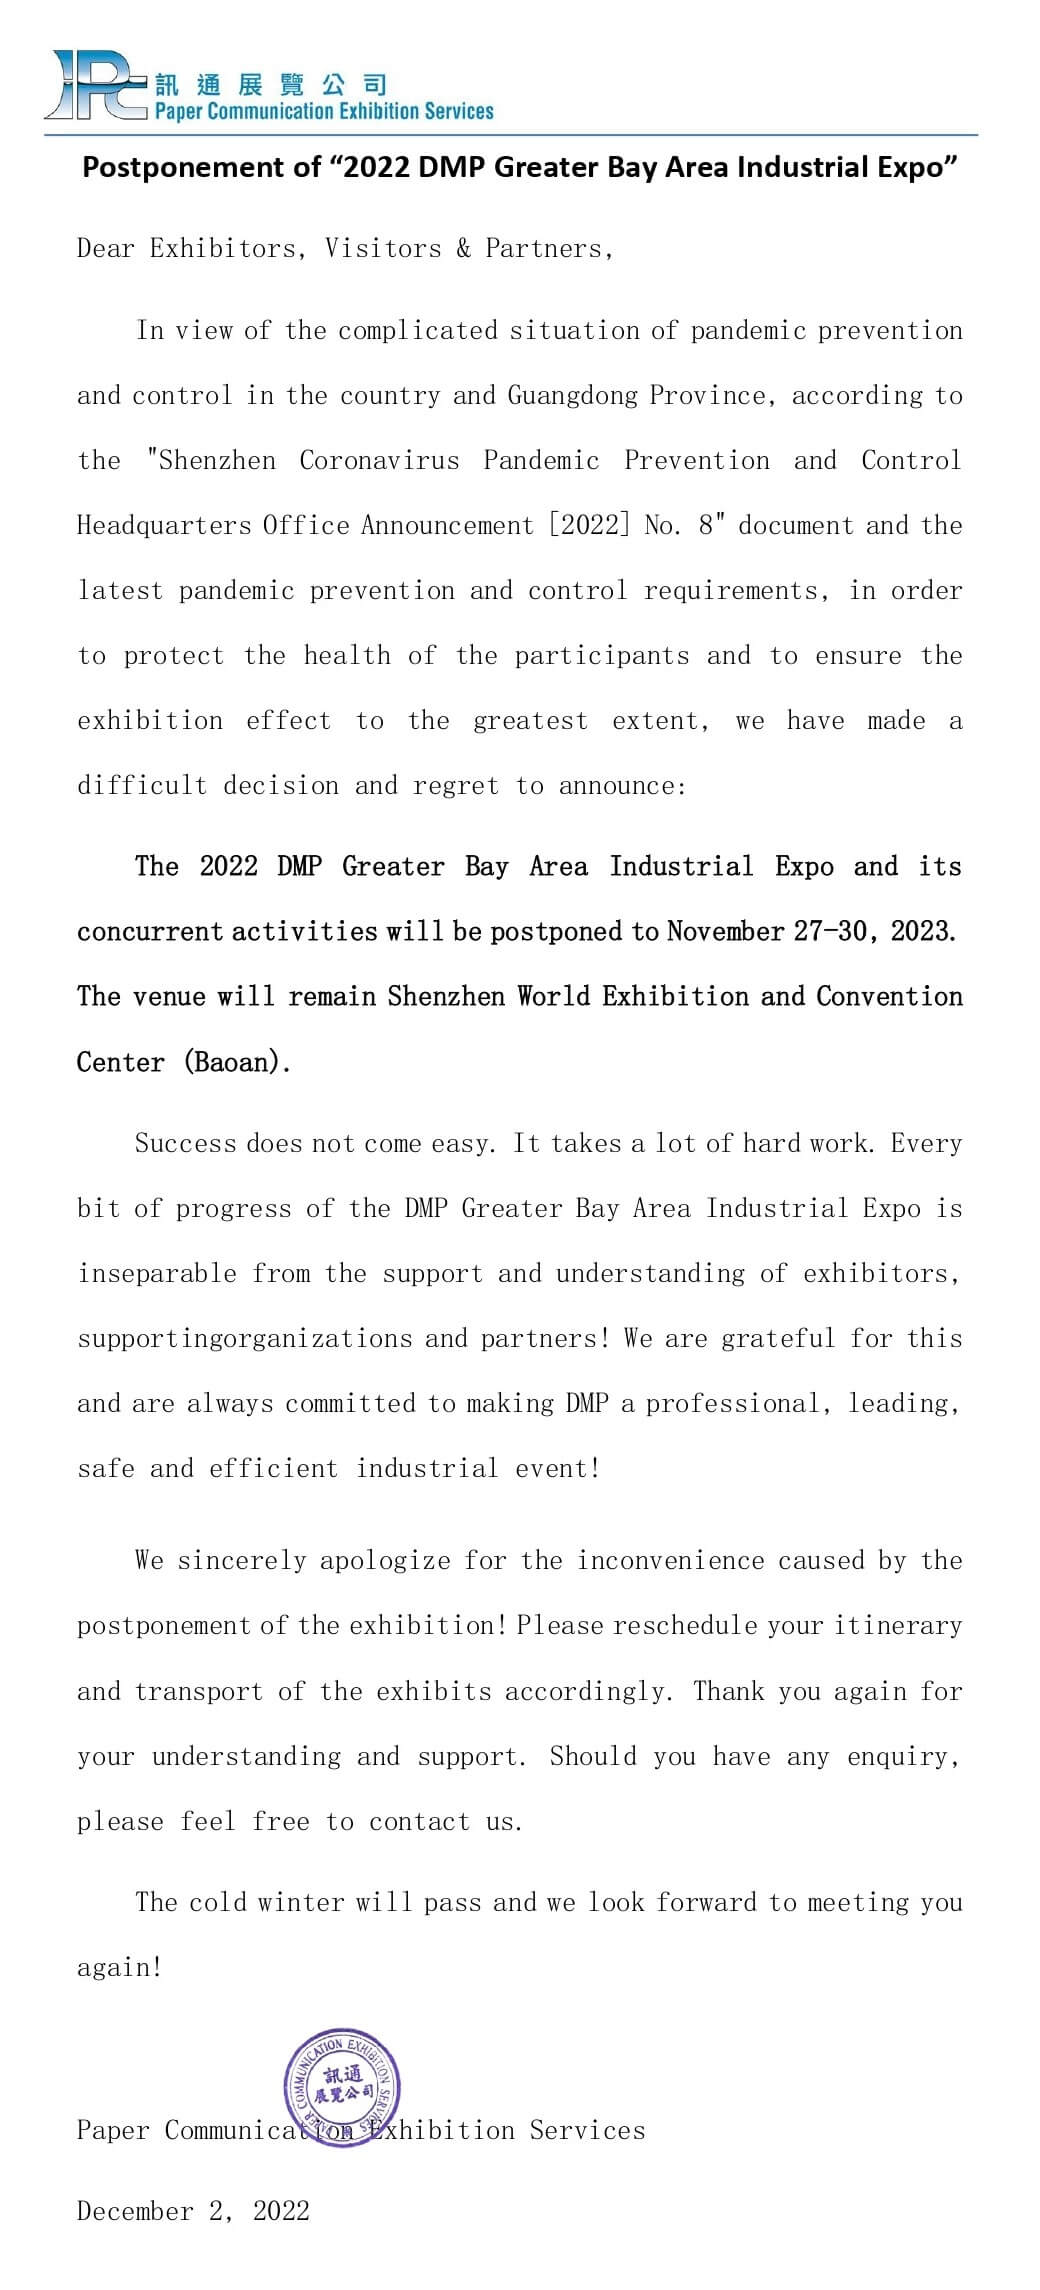 JPC 訊通展覽公司
Paper Communication Exhibition Services
Postponement of “2022 DMP Greater Bay Area Industrial Expo”
Dear Exhibitors, Visitors & Partners,
In view of the complicated situation of pandemic prevention
and control in the country and Guangdong Province, according to
the "Shenzhen Coronavirus Pandemic Prevention and Control
Headquarters Office Announcement [2022] No. 8" document and the
latest pandemic prevention and control requirements, in order
to protect the health of the participants and to ensure the
exhibition effect to the greatest extent, we have made a
difficult decision and regret to announce:
The 2022 DMP Greater Bay Area Industrial Expo and its
concurrent activities will be postponed to November 27-30, 2023.
The venue will remain Shenzhen World Exhibition and Convention
Center (Baoan).
Success does not come easy. It takes a lot of hard work. Every
bit of progress of the DMP Greater Bay Area Industrial Expo is
inseparable from the support and understanding of exhibitors,
supportingorganizations and partners! We are grateful for this
and are always committed to making DMP a professional, leading,
safe and efficient industrial event!
We sincerely apologize for the inconvenience caused by the
postponement of the exhibition! Please reschedule your itinerary
and transport of the exhibits accordingly. Thank you again for
your understanding and support. Should you have any enquiry,
please feel free to contact us.
The cold winter will pass and we look forward to meeting you
again!
PAPER COMMUNICATION EXHIBITION SERVICES
訊通
展覽公司
Paper Communication Exhibition Services
December 2, 2022